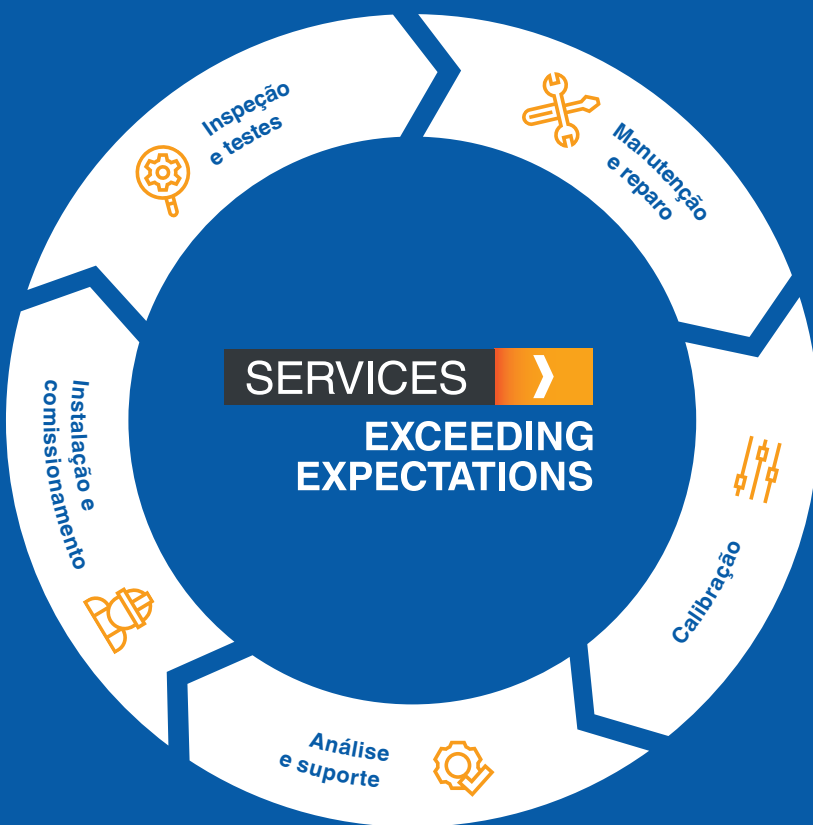 Inspeção
e testes
Manutenção
e reparo
SERVICES
EXCEEDING
EXPECTATIONS
Instalação e
comissionamento
Calibração
Análise
e suporte